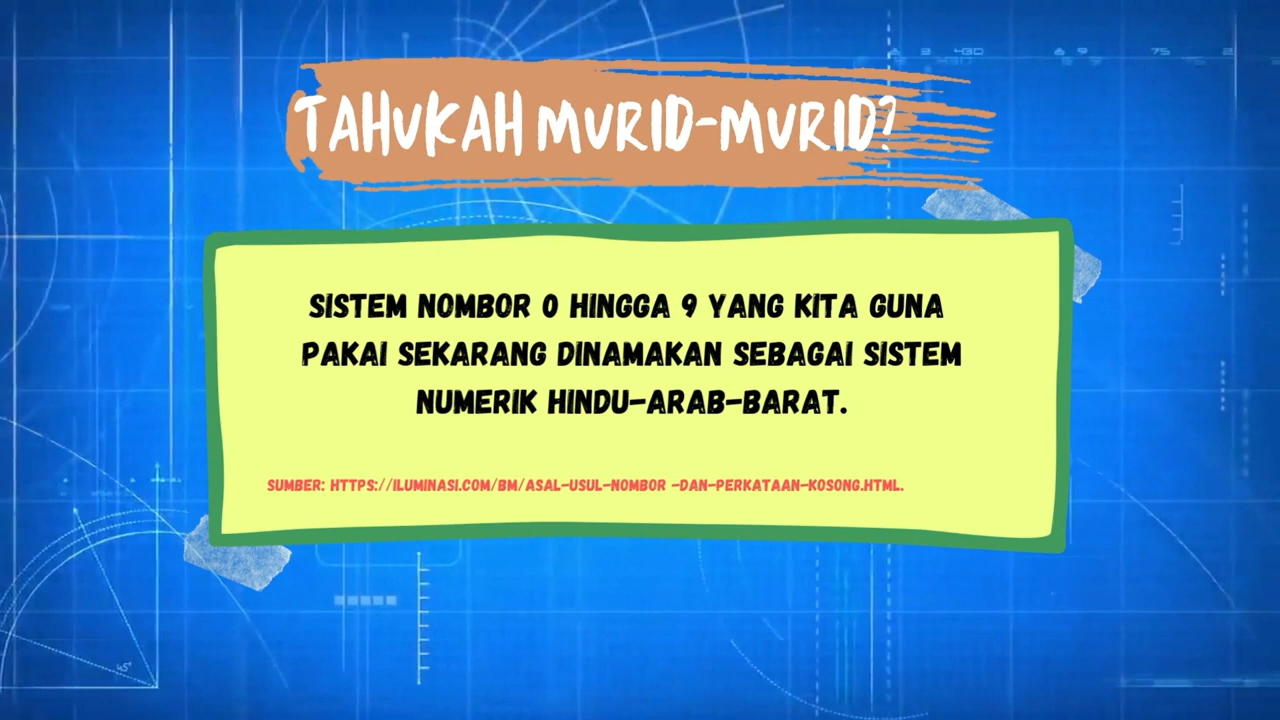 TAHUKAH MURID-MURID?
SISTEM NOMBOR 0 HINGGA 9 YANG KITA GUNA
PAKAI SEKARANG DINAMAKAN SEBAGAI SISTEM
NUMERIK HINDU-ARAB-BARAT.
SUMBER: HTTPS://ILUMINASI.COM/BM/ASAL-USUL-NOMBOR -DAN-PERKATAAN-KOSONG.HTML.
45°